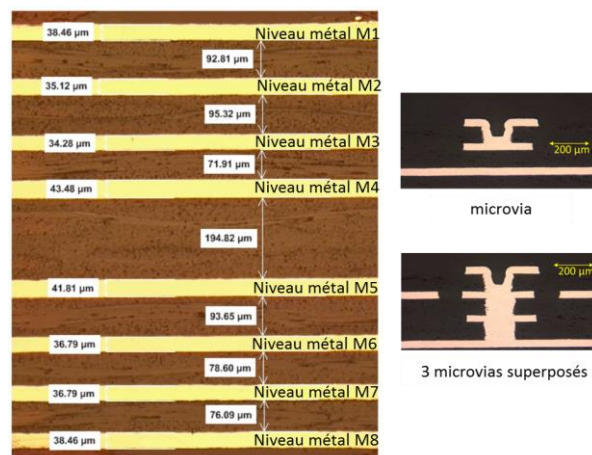 38.46 µm Niveau métal M1
92.81 µm
35.12 µm Niveau métal M2
95.32 µm
34.28 µm Niveau métal M3
71.91 µm
43.48 µm Niveau métal M4
194.82 µm
41.81 µm Niveau métal M5
93.65 µm
36.79 µm Niveau métal M6
78.60 µm
36.79 µm Niveau métal M7
76.09 µm
38.46 µm Niveau métal M8
200 µm
microvia
200 µm
3 microvias superposés